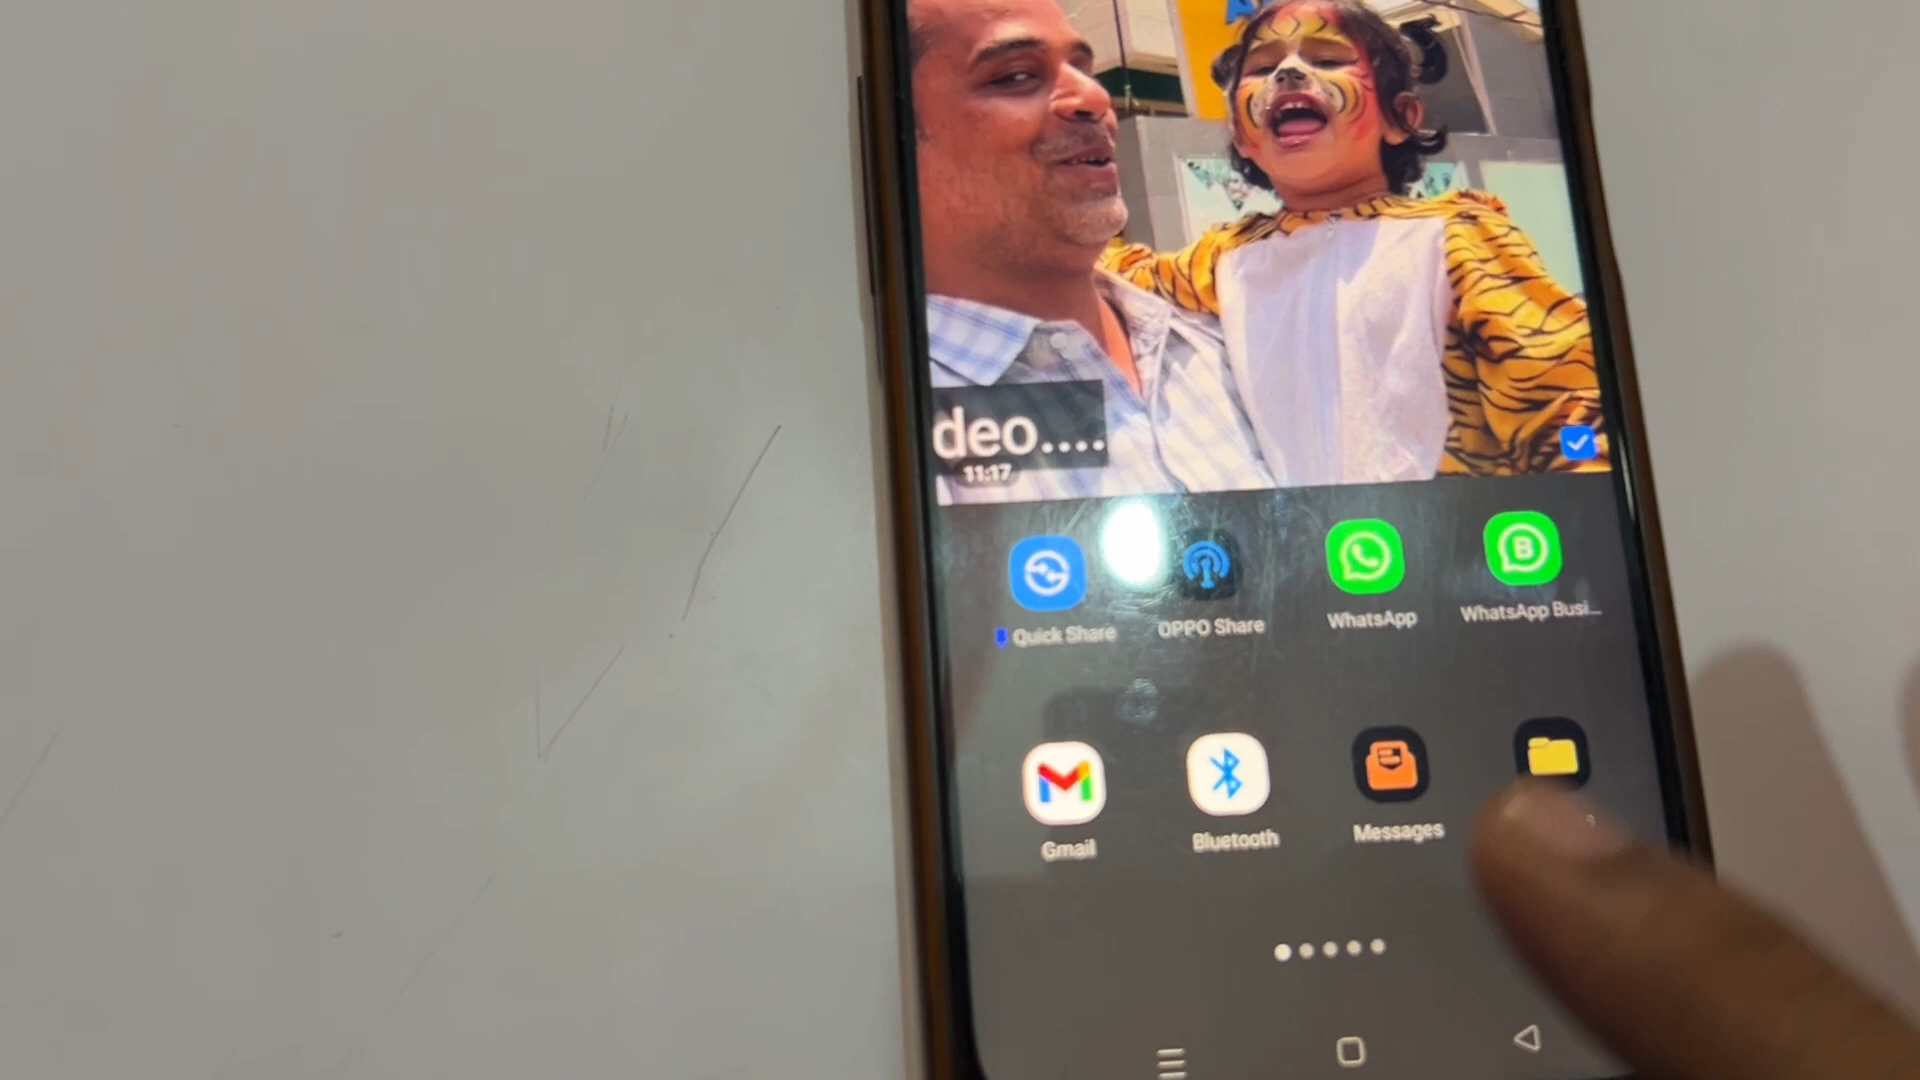 deo....
11:17
Quick Share
OPPO Share
WhatsApp
WhatsApp Busi...
Gmail
Bluetooth
Messages